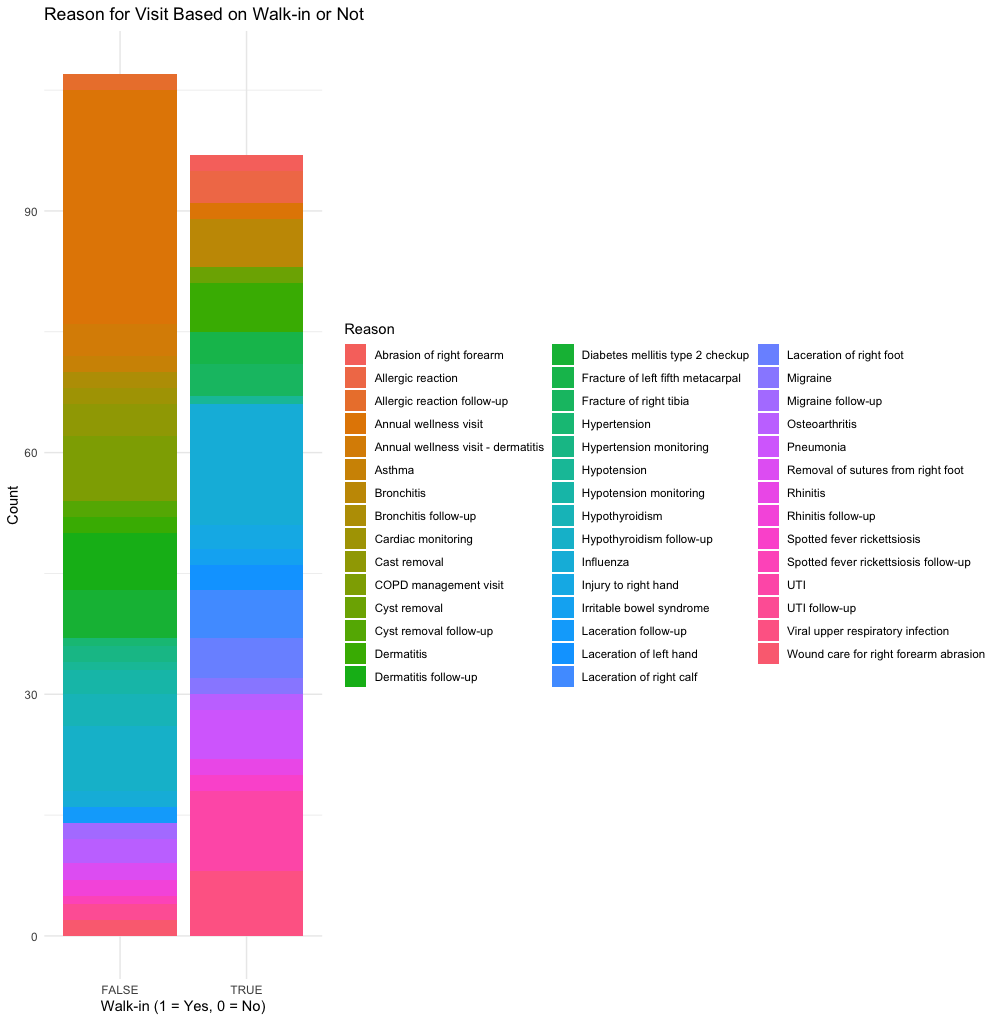 Reason for Visit Based on Walk-in or Not
90
60
30
0
Count
FALSE
TRUE
Walk-in (1 = Yes, 0 = No)
Reason
Abrasion of right forearm
Allergic reaction
Allergic reaction follow-up
Annual wellness visit
Annual wellness visit - dermatitis
Asthma
Bronchitis
Bronchitis follow-up
Cardiac monitoring
Cast removal
COPD management visit
Cyst removal
Cyst removal follow-up
Dermatitis
Dermatitis follow-up
Diabetes mellitis type 2 checkup
Fracture of left fifth metacarpal
Fracture of right tibia
Hypertension
Hypertension monitoring
Hypotension
Hypotension monitoring
Hypothyroidism
Hypothyroidism follow-up
Influenza
Injury to right hand
Irritable bowel syndrome
Laceration follow-up
Laceration of left hand
Laceration of right calf
Laceration of right foot
Migraine
Migraine follow-up
Osteoarthritis
Pneumonia
Removal of sutures from right foot
Rhinitis
Rhinitis follow-up
Spotted fever rickettsiosis
Spotted fever rickettsiosis follow-up
UTI
UTI follow-up
Viral upper respiratory infection
Wound care for right forearm abrasion